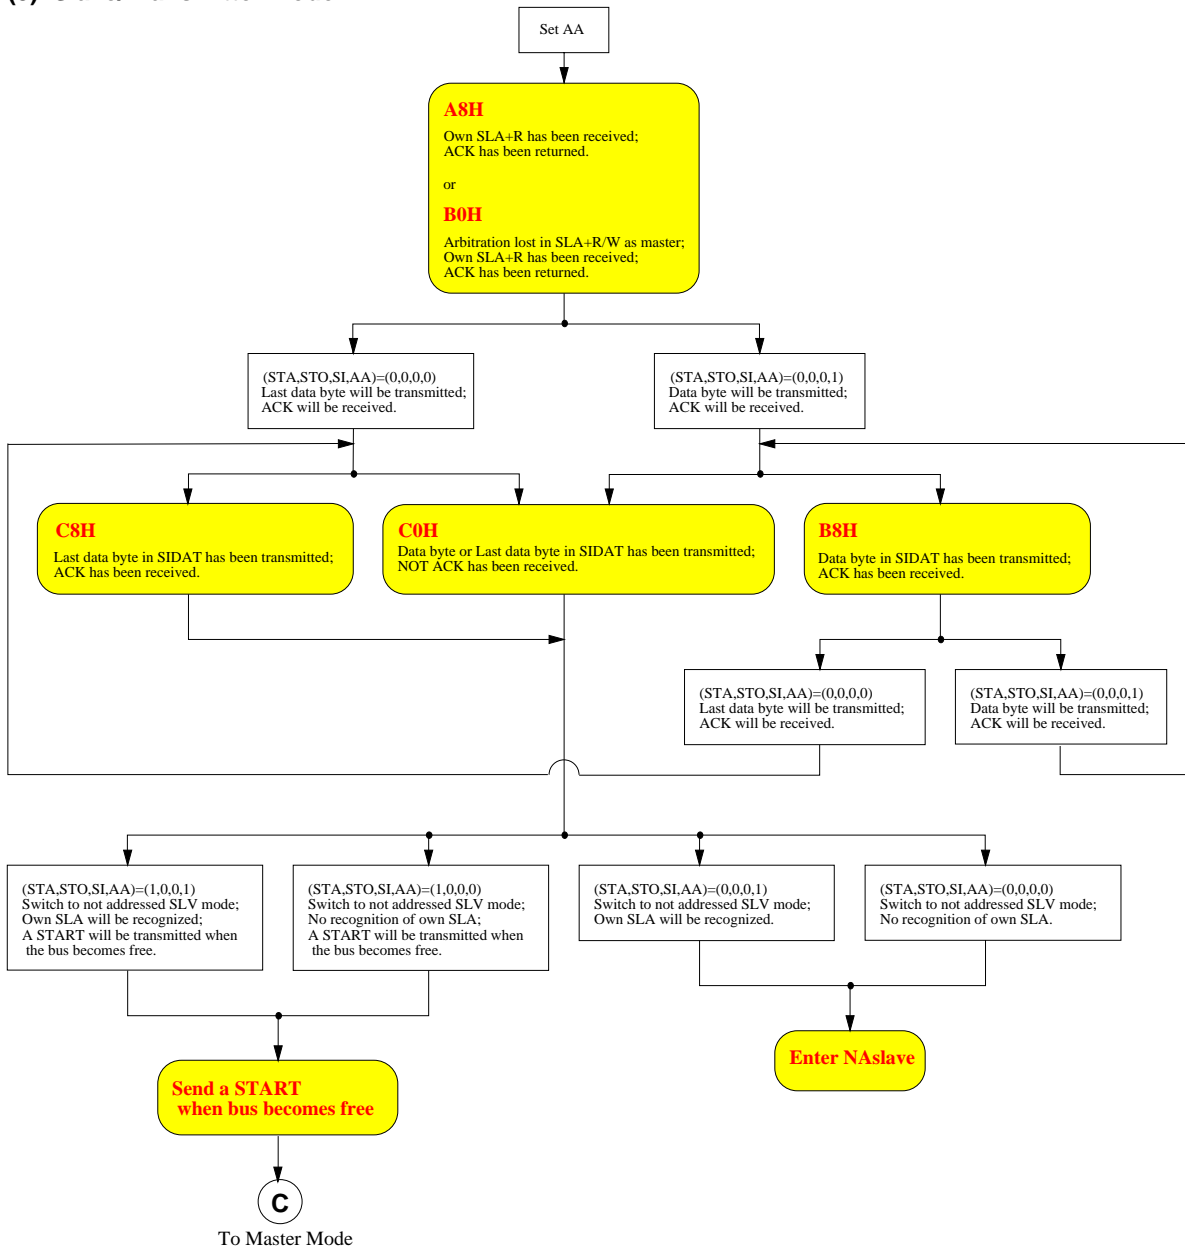 Set AA
A8H
Own SLA+R has been received;
ACK has been returned.
or
B0H
Arbitration lost in SLA+R/W as master;
Own SLA+R has been received;
ACK has been returned.
(STA,STO,SI,AA)=(0,0,0,0)
Last data byte will be transmitted;
ACK will be received.
(STA,STO,SI,AA)=(0,0,0,1)
Data byte will be transmitted;
ACK will be received.
C8H
Last data byte in SIDAT has been transmitted;
ACK has been received.
C0H
Data byte or Last data byte in SIDAT has been transmitted;
NOT ACK has been received.
B8H
Data byte in SIDAT has been transmitted;
ACK has been received.
(STA,STO,SI,AA)=(0,0,0,0)
Last data byte will be transmitted;
ACK will be received.
(STA,STO,SI,AA)=(0,0,0,1)
Data byte will be transmitted;
ACK will be received.
(STA,STO,SI,AA)=(1,0,0,1)
Switch to not addressed SLV mode;
Own SLA will be recognized;
A START will be transmitted when
the bus becomes free.
(STA,STO,SI,AA)=(1,0,0,0)
Switch to not addressed SLV mode;
No recognition of own SLA;
A START will be transmitted when
the bus becomes free.
(STA,STO,SI,AA)=(0,0,0,1)
Switch to not addressed SLV mode;
Own SLA will be recognized.
(STA,STO,SI,AA)=(0,0,0,0)
Switch to not addressed SLV mode;
No recognition of own SLA.
Enter NAslave
Send a START
when bus becomes free
C
To Master Mode